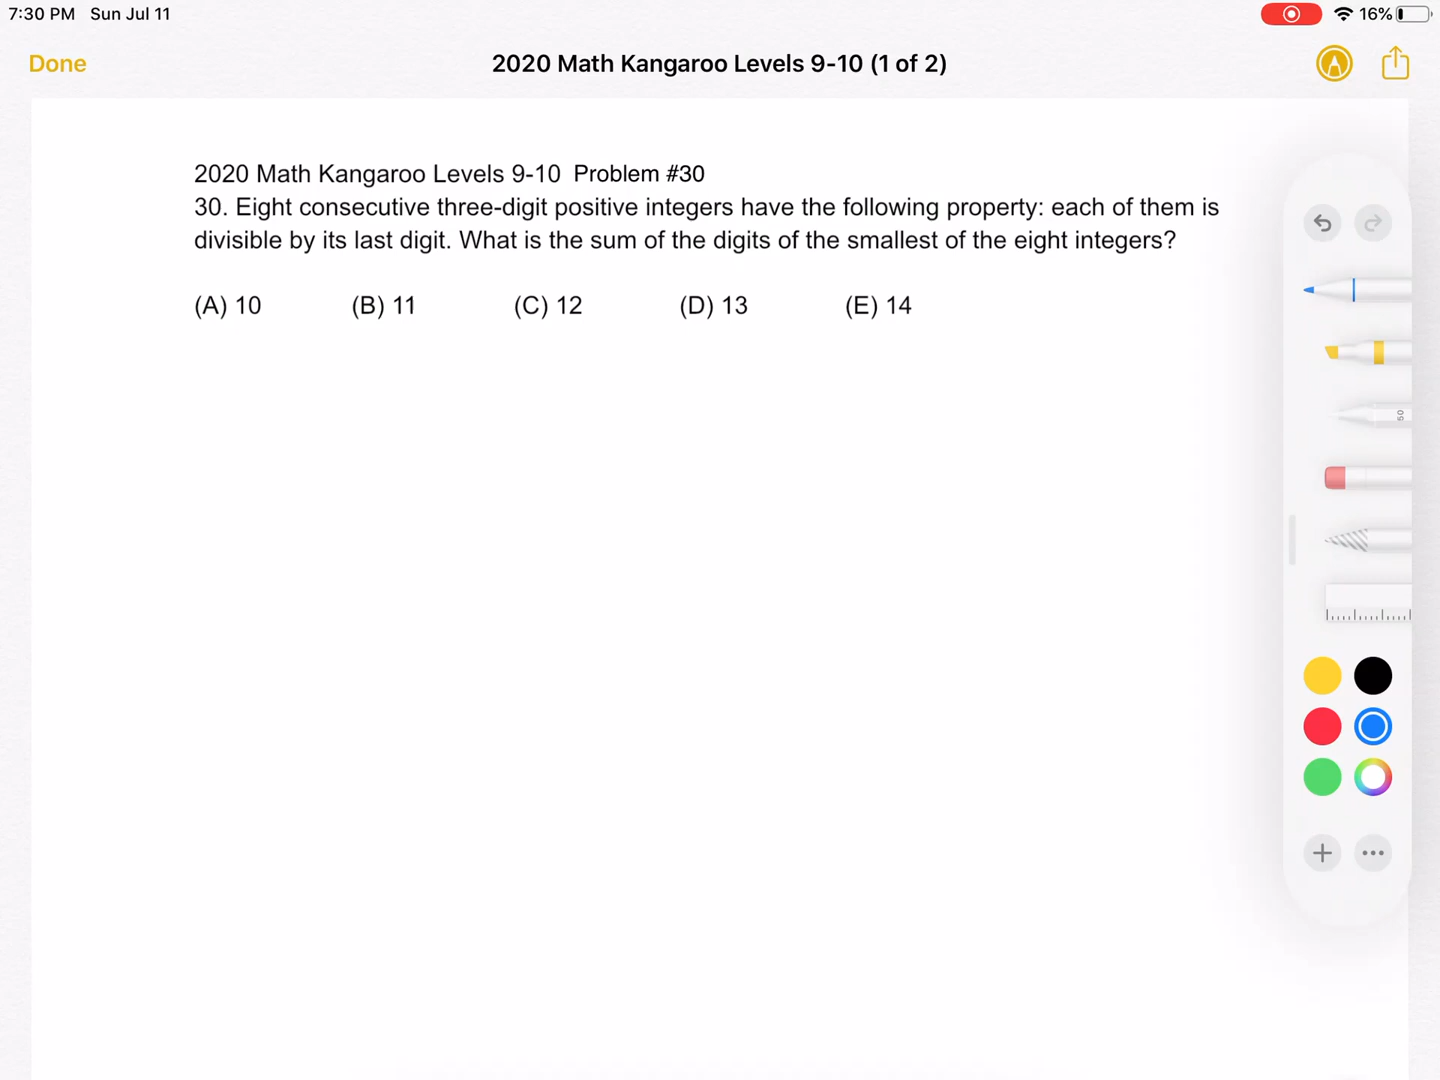 7:30 PM Sun Jul 11
16%
Done
2020 Math Kangaroo Levels 9-10 (1 of 2)
2020 Math Kangaroo Levels 9-10 Problem #30
30. Eight consecutive three-digit positive integers have the following property: each of them is
divisible by its last digit. What is the sum of the digits of the smallest of the eight integers?
(A) 10 (B) 11 (C) 12 (D) 13 (E) 14
50